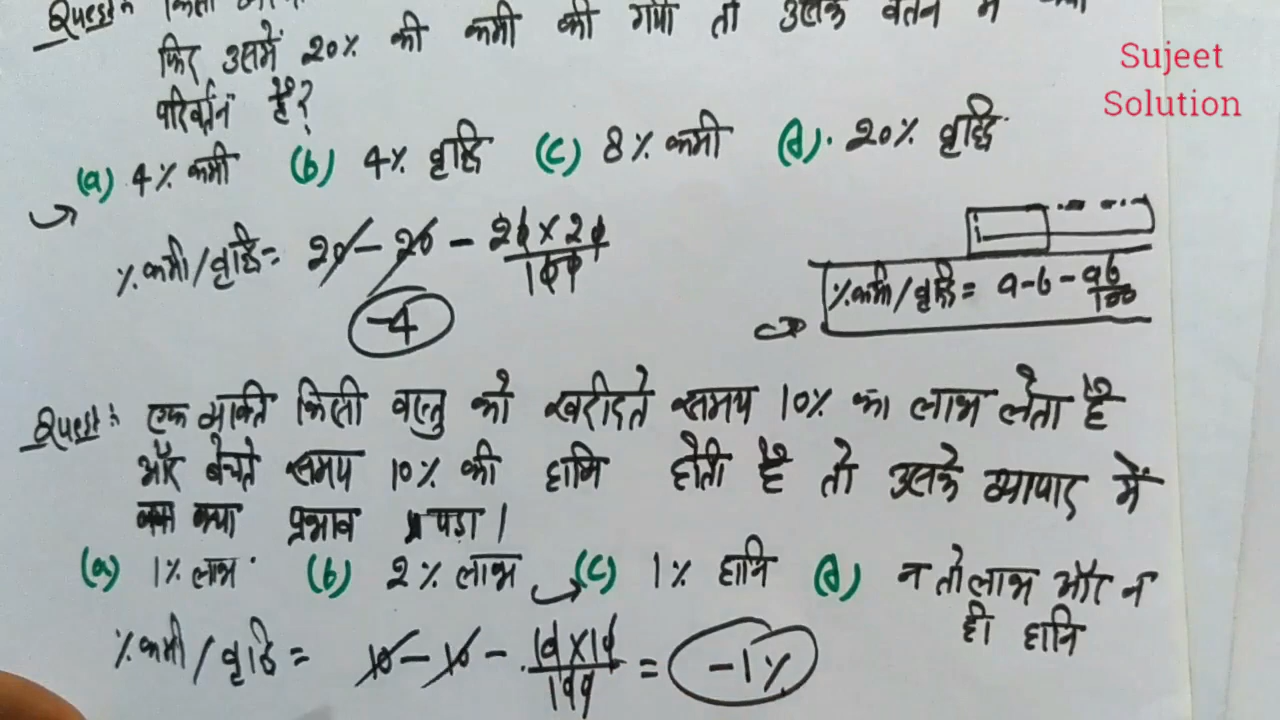 Quest:
फिर उसमें 20% की कमी की गयी तो उसके वेतन में
परिवर्तन है?
(a) 4% कमी (b) 4% वृद्धि (c) 8% कमी (d). 20% वृद्धि
% कमी/वृद्धि = 20 - 20 - 20 × 20 / 100
-4
% कमी/वृद्धि = a-b - ab/100
Quest: एक व्यक्ति किसी वस्तु को खरीदते समय 10% का लाभ लेता है
और बेचते समय 10% की हानि होती है तो उसके व्यापार में
क्या प्रभाव पड़ा।
(a) 1% लाभ (b) 2% लाभ (c) 1% हानि (d) न तो लाभ और न
ही हानि
% कमी/वृद्धि = 10 - 10 - 10 × 10 / 100 = -1%
Sujeet
Solution